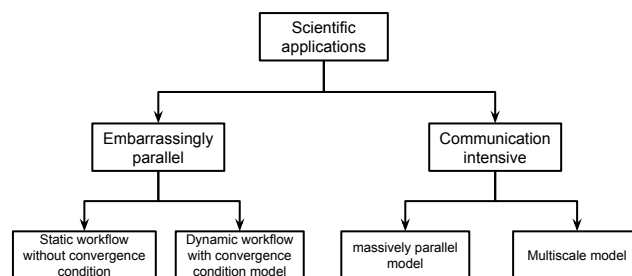 Scientific
applications
Embarrassingly
parallel
Communication
intensive
Static workflow
without convergence
condition
Dynamic workflow
with convergence
condition model
massively parallel
model
Multiscale model